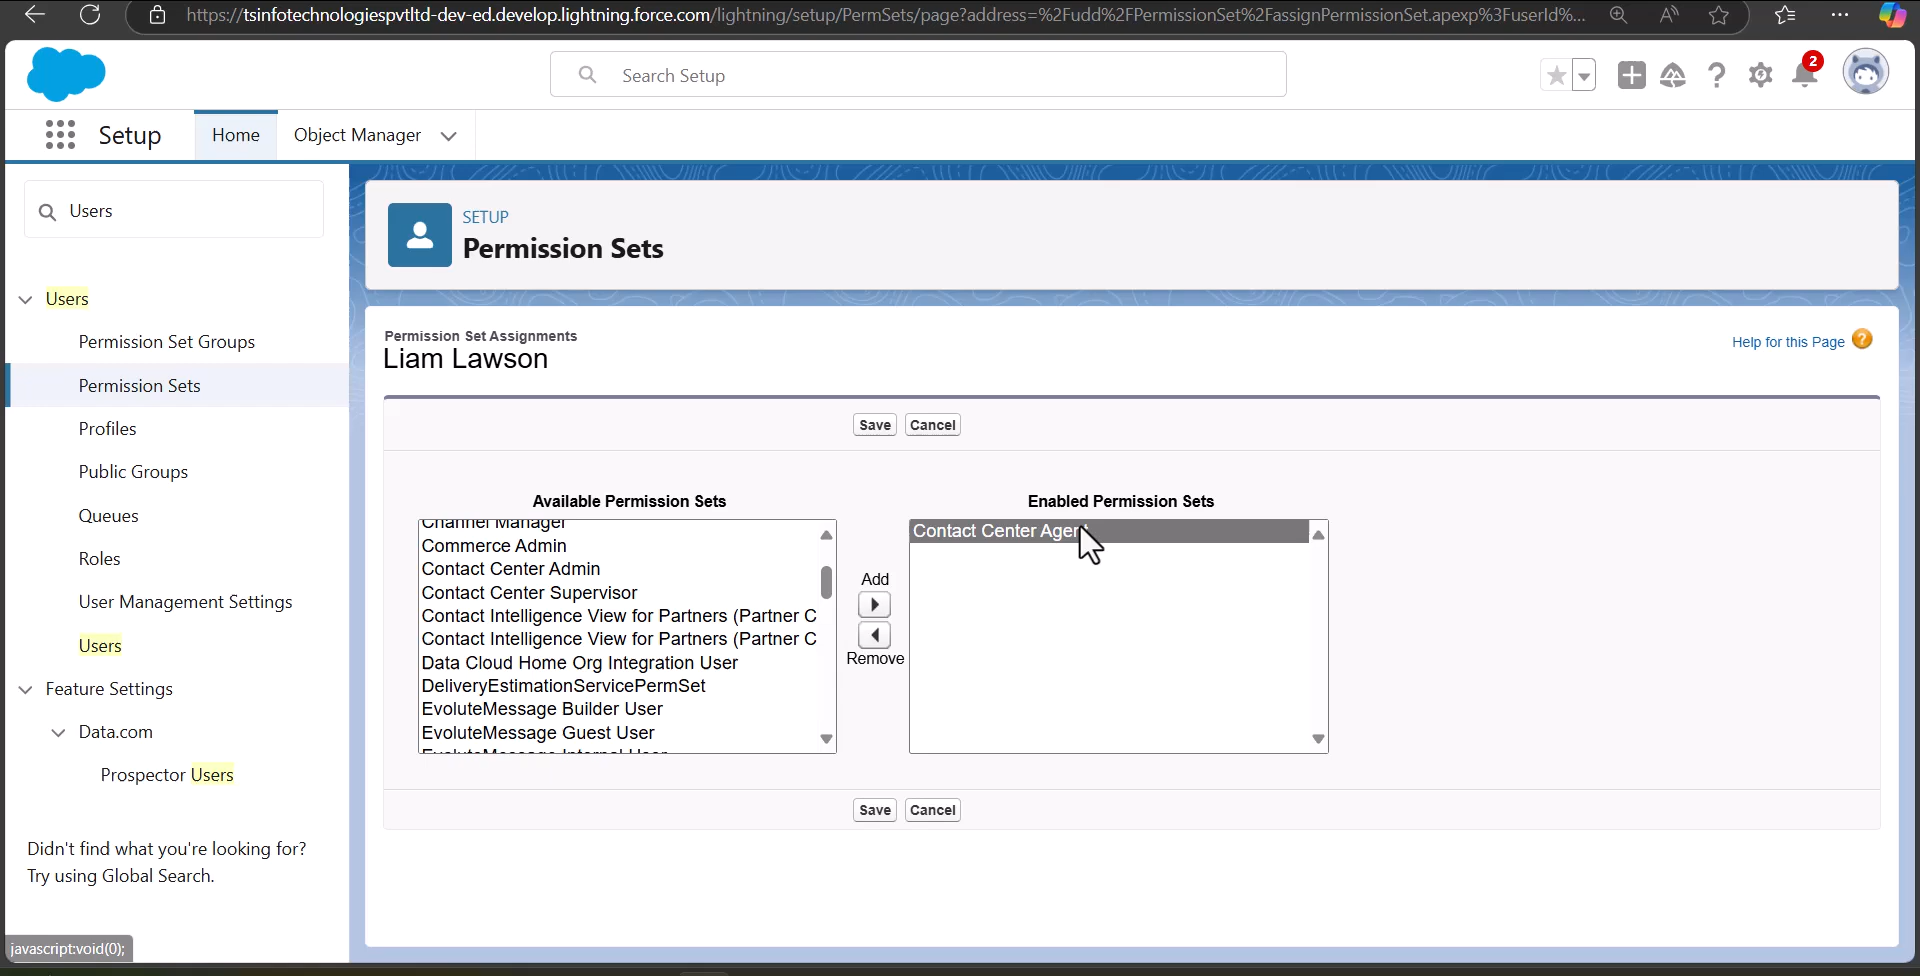 https://tsinfotechnologiespvtltd-dev-ed.develop.lightning.force.com/lightning/setup/PermSets/page?address=%2Fudd%2FPermissionSet%2FassignPermissionSet.apexp%3FuserId%...
Search Setup
2
Setup
Home
Object Manager
Users
SETUP
Permission Sets
Users
Permission Set Groups
Permission Sets
Profiles
Public Groups
Queues
Roles
User Management Settings
Users
Feature Settings
Data.com
Prospector Users
Didn't find what you're looking for?
Try using Global Search.
javascript:void(0);
Permission Set Assignments
Liam Lawson
Help for this Page
Save Cancel
Available Permission Sets
Channel Manager
Commerce Admin
Contact Center Admin
Contact Center Supervisor
Contact Intelligence View for Partners (Partner C
Contact Intelligence View for Partners (Partner C
Data Cloud Home Org Integration User
DeliveryEstimationServicePermSet
EvoluteMessage Builder User
EvoluteMessage Guest User
EvoluteMessage Internal User
Add
Remove
Enabled Permission Sets
Contact Center Agent
Save Cancel